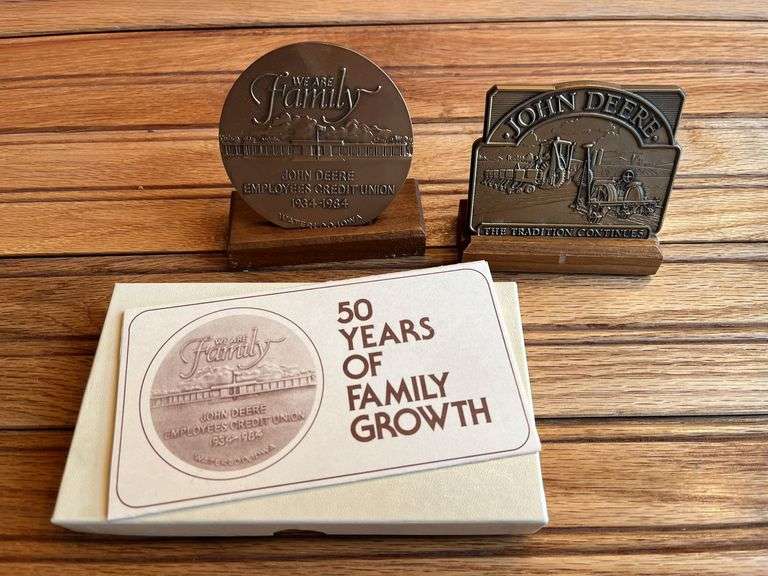 WE ARE
Family
JOHN DEERE
EMPLOYEES CREDIT UNION
1934-1984
WATERLOO, IOWA
JOHN DEERE
THE TRADITION CONTINUES
WE ARE
Family
JOHN DEERE
EMPLOYEES CREDIT UNION
1934-1984
WATERLOO, IOWA
50
YEARS
OF
FAMILY
GROWTH